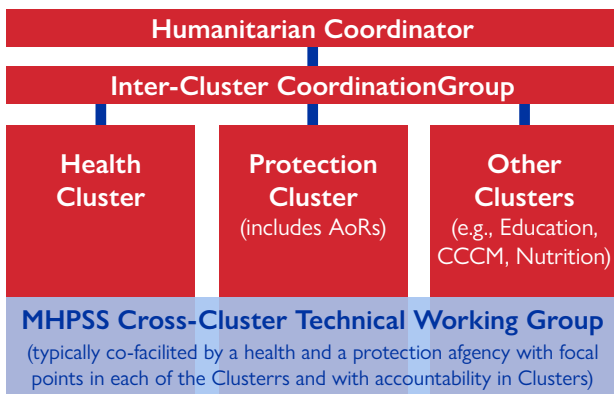 Humanitarian Coordinator
Inter-Cluster CoordinationGroup
Health
Cluster
Protection
Cluster
(includes AoRs)
Other
Clusters
(e.g., Education,
CCCM, Nutrition)
MHPSS Cross-Cluster Technical Working Group
(typically co-facilited by a health and a protection afgency with focal
points in each of the Clusterrs and with accountability in Clusters)